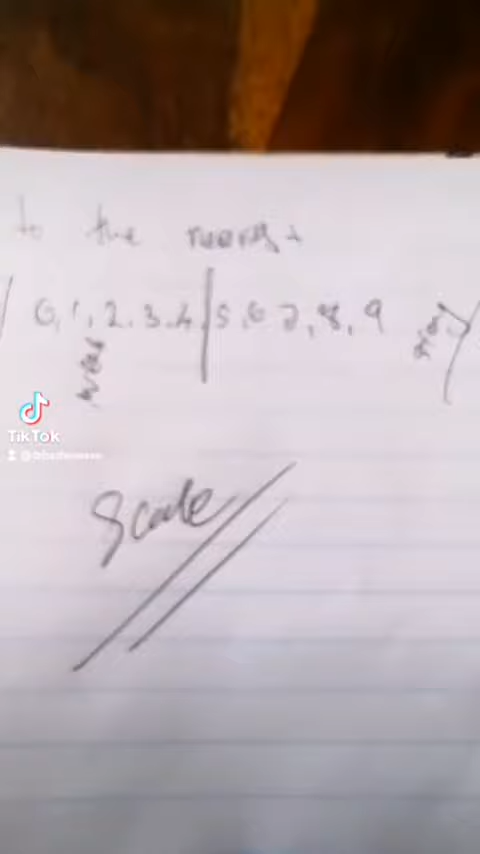 to the nearest
0, 1, 2, 3, 4 | 5, 6 7, 8, 9
TikTok
Scale